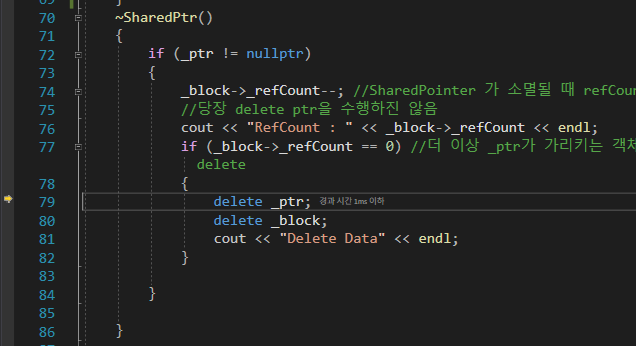 70 ~SharedPtr()
71 {
72 if (_ptr != nullptr)
73 {
74 _block->_refCount--; //SharedPointer 가 소멸될 때 refCoun
75 //당장 delete ptr을 수행하진 않음
76 cout << "RefCount : " << _block->_refCount << endl;
77 if (_block->_refCount == 0) //더 이상 _ptr가 가리키는 객체
delete
78 {
79 delete _ptr; 경과 시간 1ms 이하
80 delete _block;
81 cout << "Delete Data" << endl;
82 }
83
84 }
85
86 }